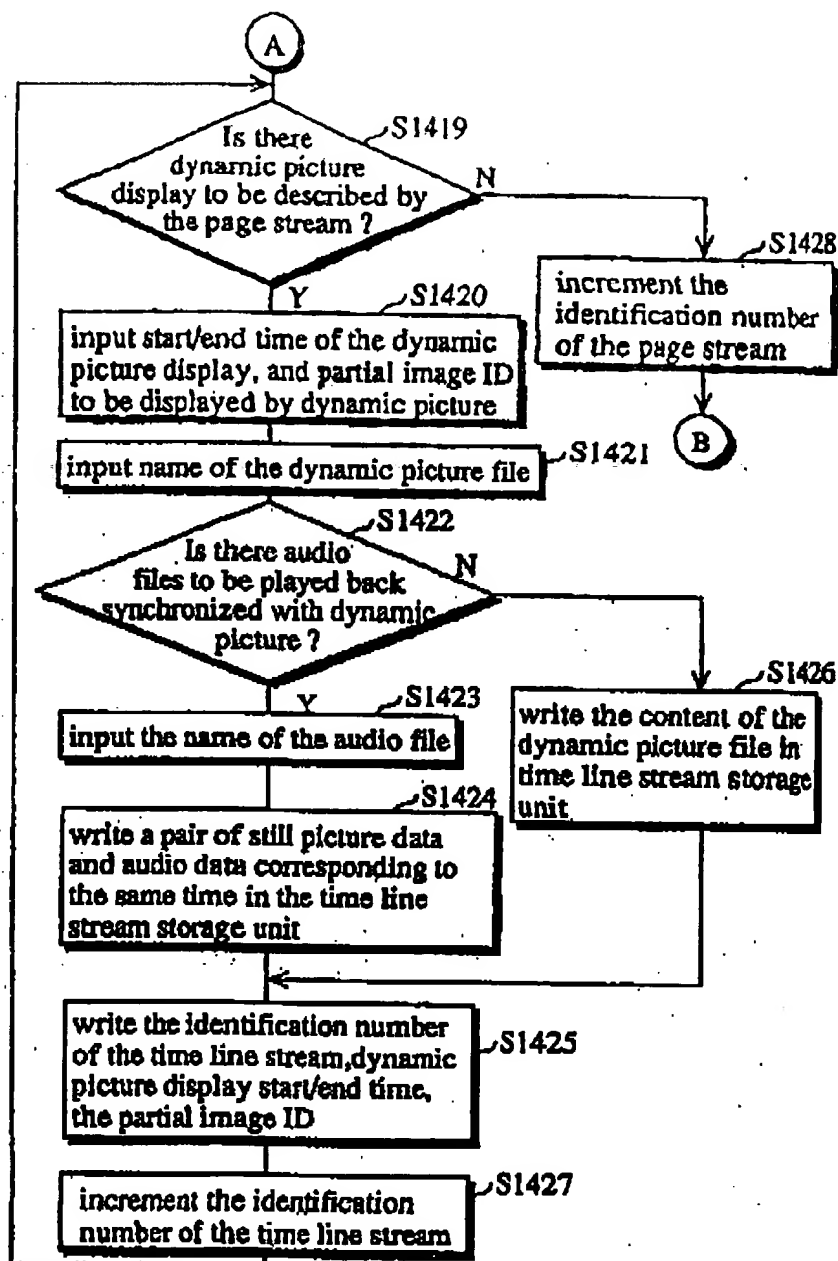 A
S1419
Is there
dynamic picture
display to be described by
the page stream ?
N
Y
S1428
increment the
identification number
of the page stream
B
S1420
input start/end time of the dynamic
picture display, and partial image ID
to be displayed by dynamic picture
S1421
input name of the dynamic picture file
S1422
Is there audio
files to be played back
synchronized with dynamic
picture ?
N
Y
S1426
write the content of the
dynamic picture file in
time line stream storage
unit
S1423
input the name of the audio file
S1424
write a pair of still picture data
and audio data corresponding to
the same time in the time line
stream storage unit
S1425
write the identification number
of the time line stream,dynamic
picture display start/end time,
the partial image ID
S1427
increment the identification
number of the time line stream